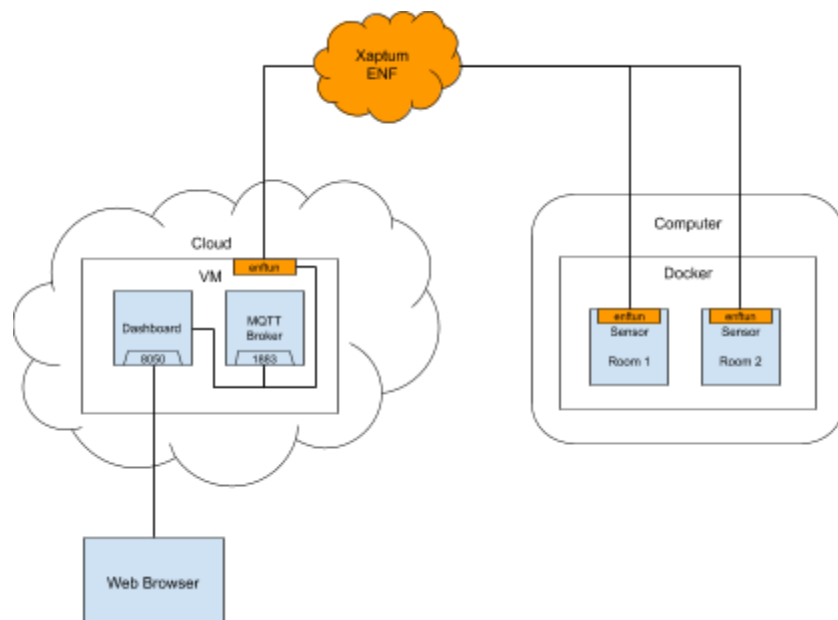 Xaptum
ENF
Cloud
enftun
VM
Dashboard
8050
MQTT
Broker
1883
Computer
Docker
enftun
Sensor
Room 1
enftun
Sensor
Room 2
Web Browser